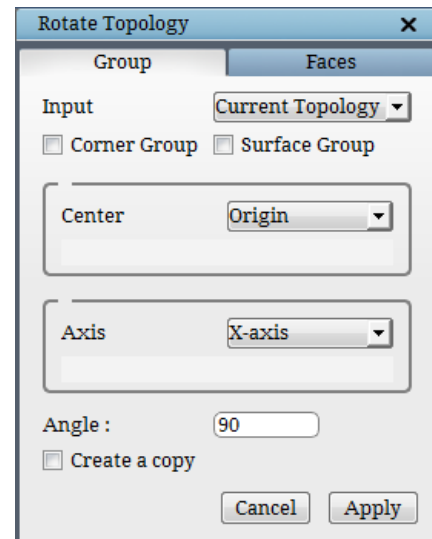 Rotate Topology
Group Faces
Input Current Topology
Corner Group Surface Group
Center Origin
Axis X-axis
Angle : 90
Create a copy
Cancel Apply